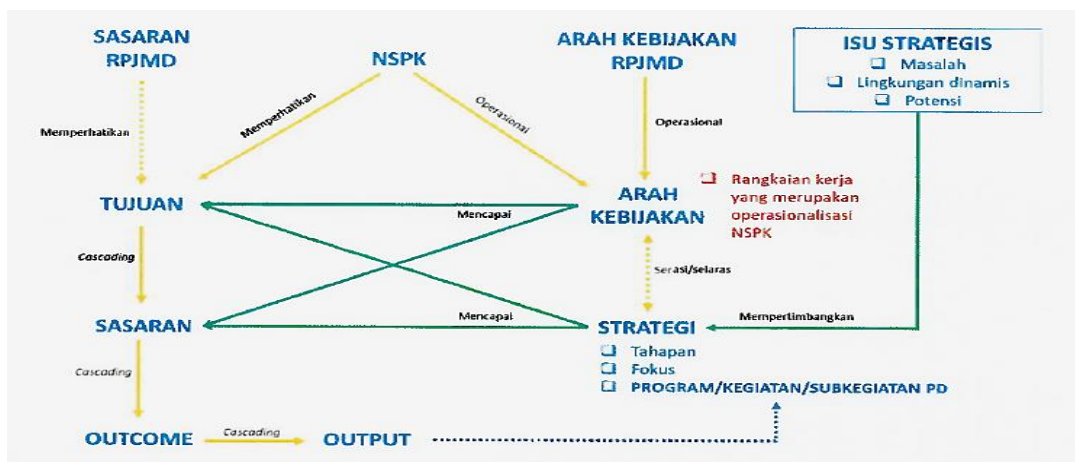 SASARAN
RPJMD
NSPK
ARAH KEBIJAKAN
RPJMD
ISU STRATEGIS
Masalah
Lingkungan dinamis
Potensi
Memperhatikan
Memperhatikan
Operasional
Operasional
TUJUAN
Mencapai
ARAH
KEBIJAKAN
Rangkaian kerja
yang merupakan
operasionalisasi
NSPK
Cascading
Serasi/selaras
SASARAN
Mencapai
STRATEGI
Mempertimbangkan
Tahapan
Fokus
PROGRAM/KEGIATAN/SUBKEGIATAN PD
Cascading
OUTCOME
Cascading
OUTPUT